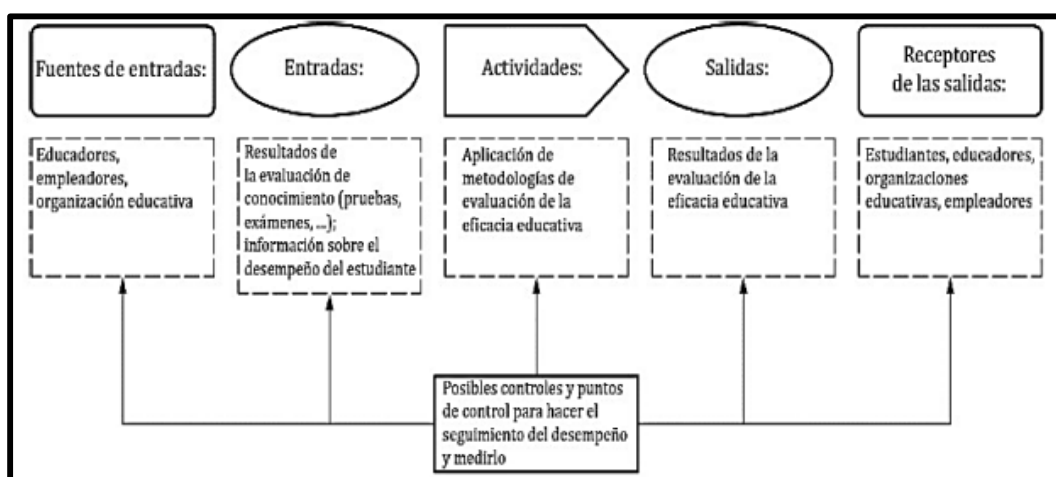 Fuentes de entradas:
Entradas:
Actividades:
Salidas:
Receptores
de las salidas:
Educadores,
empleadores,
organización educativa
Resultados de
la evaluación de
conocimiento (pruebas,
exámenes, ...);
información sobre el
desempeño del estudiante
Aplicación de
metodologías de
evaluación de la
eficacia educativa
Resultados de la
evaluación de la
eficacia educativa
Estudiantes, educadores,
organizaciones
educativas, empleadores
Posibles controles y puntos
de control para hacer el
seguimiento del desempeño
y medirlo